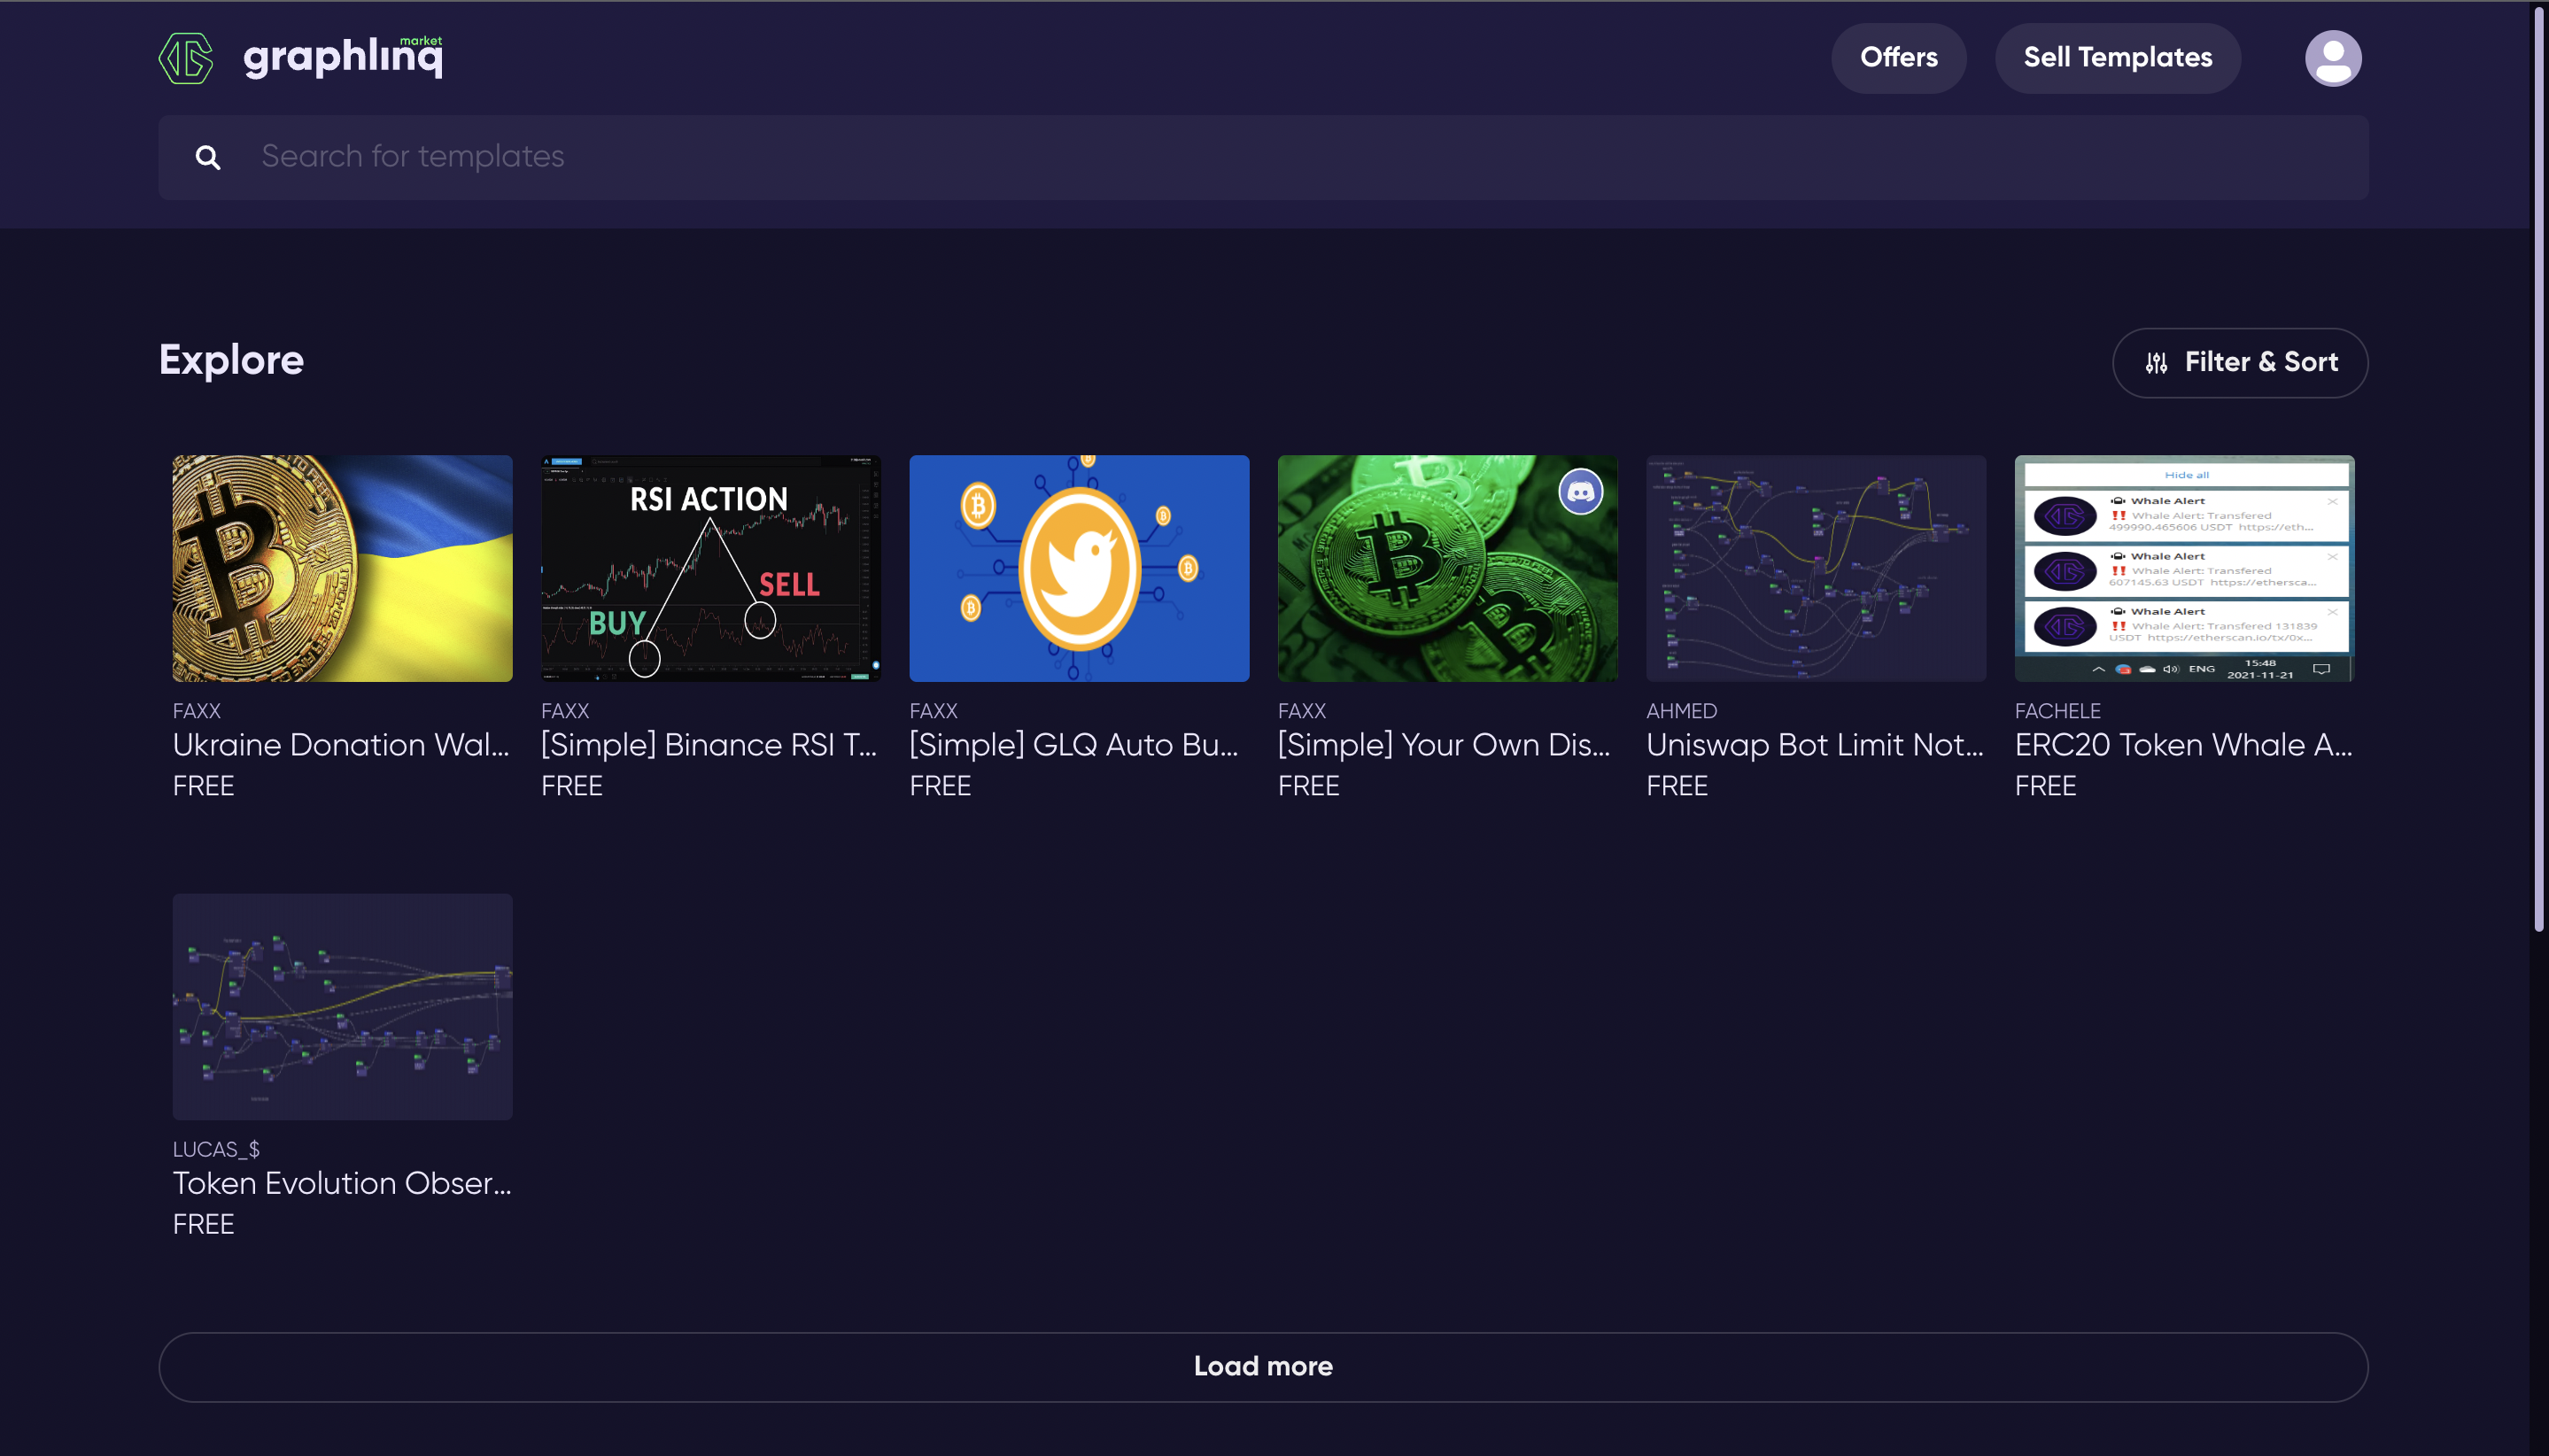 graphlinq market
Offers
Sell Templates
Search for templates
Explore
Filter & Sort
RSI ACTION
SELL
BUY
Hide all
Whale Alert
Whale Alert: Transfered
499990.465606 USDT https://eth...
Whale Alert
Whale Alert: Transfered
607145.63 USDT https://ethersca...
Whale Alert
Whale Alert: Transfered 131839
USDT https://etherscan.io/tx/0x...
ENG
15:48
2021-11-21
FAXX
Ukraine Donation Wal...
FREE
FAXX
[Simple] Binance RSI T...
FREE
FAXX
[Simple] GLQ Auto Bu...
FREE
FAXX
[Simple] Your Own Dis...
FREE
AHMED
Uniswap Bot Limit Not...
FREE
FACHELE
ERC20 Token Whale A...
FREE
LUCAS_$
Token Evolution Obser...
FREE
Load more